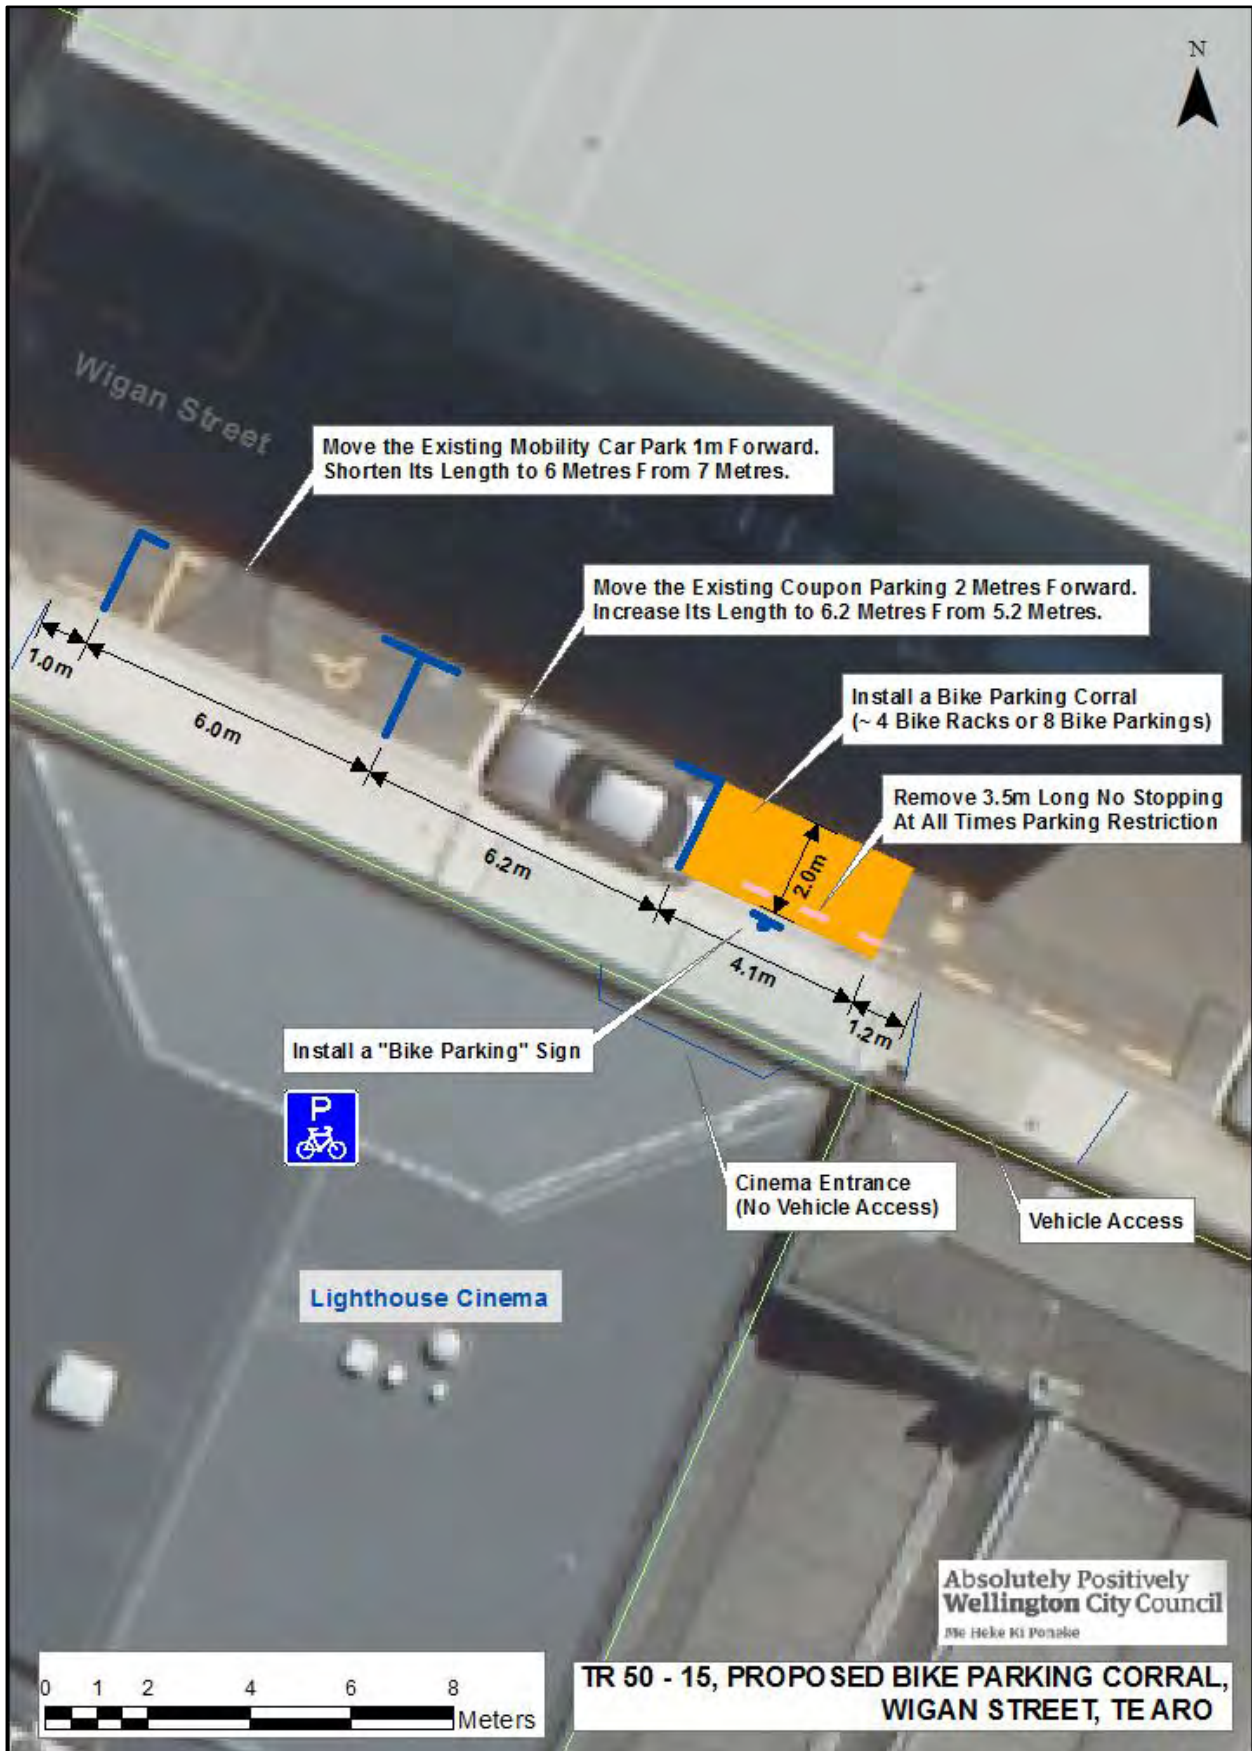 N
Wigan Street
Move the Existing Mobility Car Park 1m Forward.
Shorten Its Length to 6 Metres From 7 Metres.
Move the Existing Coupon Parking 2 Metres Forward.
Increase Its Length to 6.2 Metres From 5.2 Metres.
Install a Bike Parking Corral
(~ 4 Bike Racks or 8 Bike Parkings)
Remove 3.5m Long No Stopping
At All Times Parking Restriction
1.0m
6.0m
6.2m
2.0m
4.1m
1.2m
Install a "Bike Parking" Sign
P
Cinema Entrance
(No Vehicle Access)
Vehicle Access
Lighthouse Cinema
Absolutely Positively
Wellington City Council
Me Heke Ki Poneke
0 1 2 4 6 8
Meters
TR 50 - 15, PROPOSED BIKE PARKING CORRAL,
WIGAN STREET, TE ARO